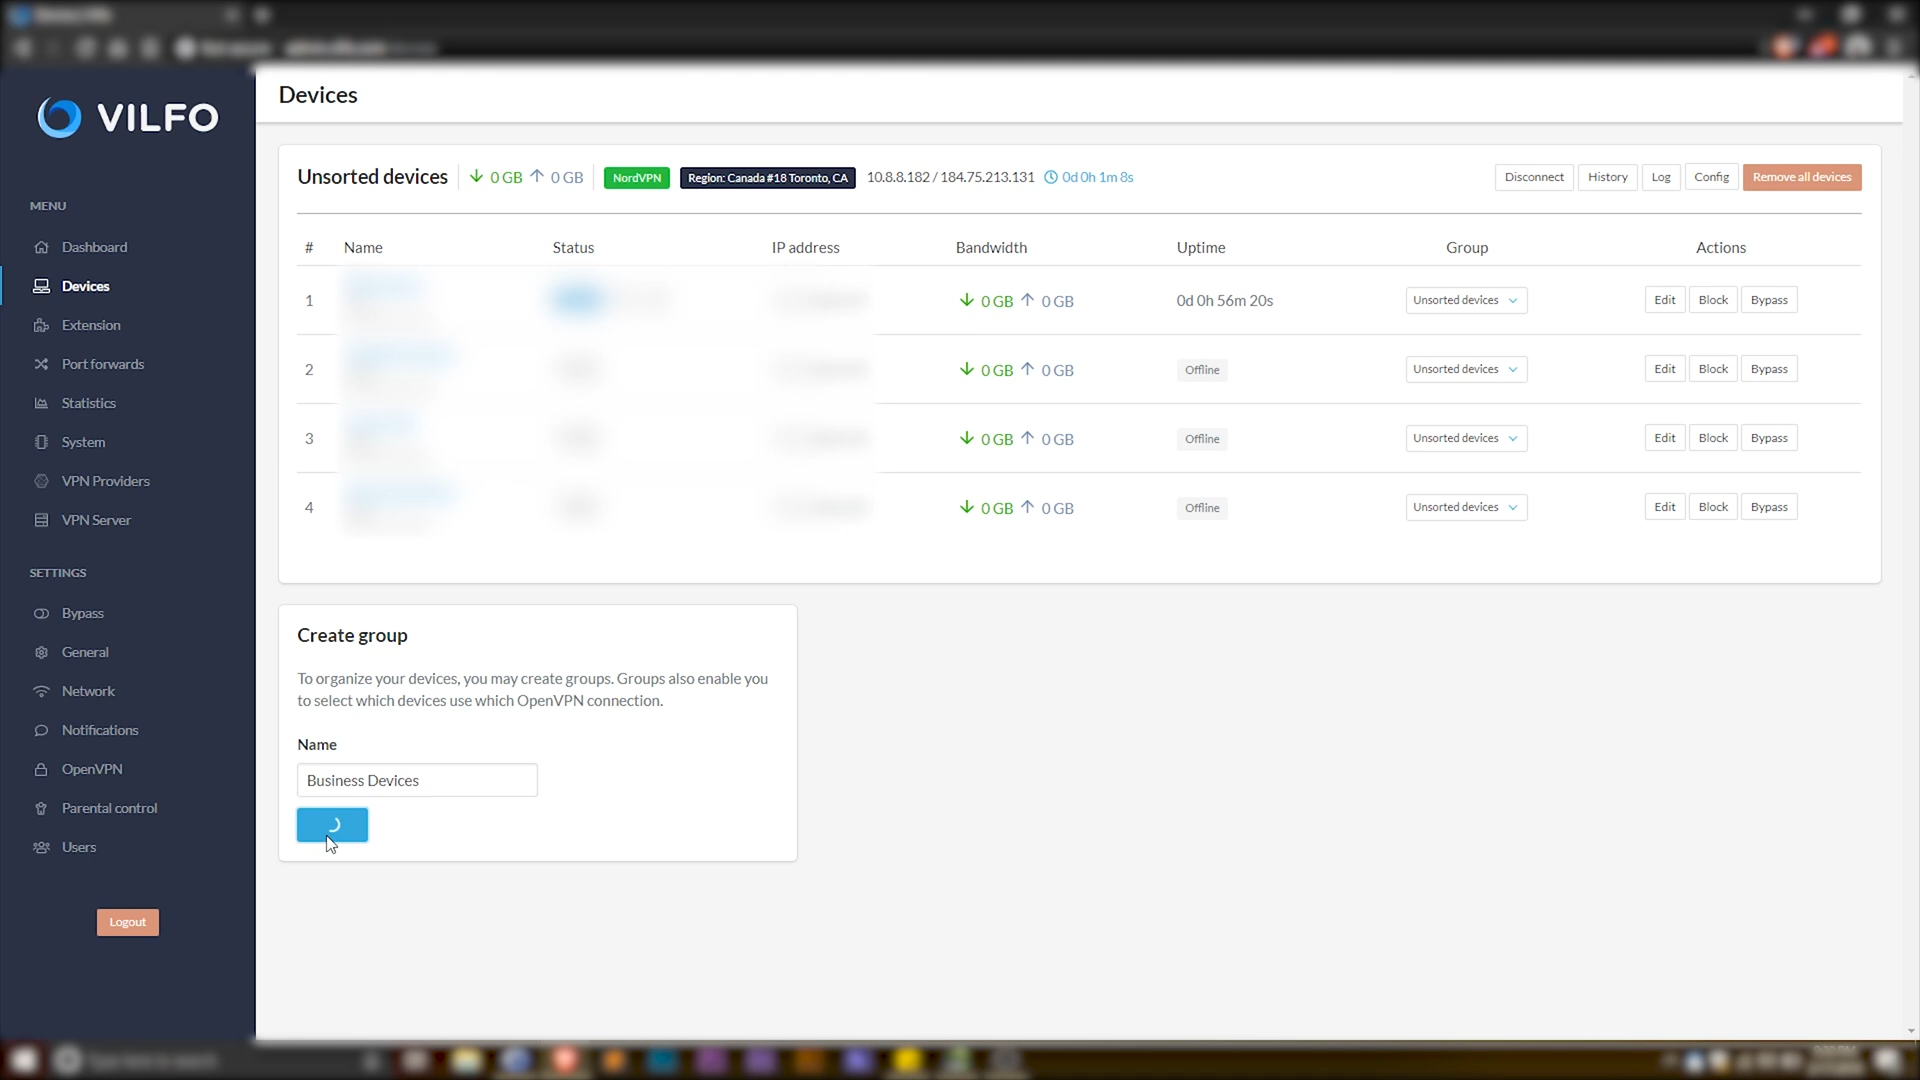 VILFO
MENU
Dashboard
Devices
Extension
Port forwards
Statistics
System
VPN Providers
VPN Server
SETTINGS
Bypass
General
Network
Notifications
OpenVPN
Parental control
Users
Logout
Devices
Unsorted devices 0 GB 0 GB NordVPN Region: Canada #18 Toronto, CA 10.8.8.182 / 184.75.213.131 0d 0h 1m 8s Disconnect History Log Config Remove all devices
# Name Status IP address Bandwidth Uptime Group Actions
1 0 GB 0 GB 0d 0h 56m 20s Unsorted devices Edit Block Bypass
2 0 GB 0 GB Offline Unsorted devices Edit Block Bypass
3 0 GB 0 GB Offline Unsorted devices Edit Block Bypass
4 0 GB 0 GB Offline Unsorted devices Edit Block Bypass
Create group
To organize your devices, you may create groups. Groups also enable you
to select which devices use which OpenVPN connection.
Name
Business Devices